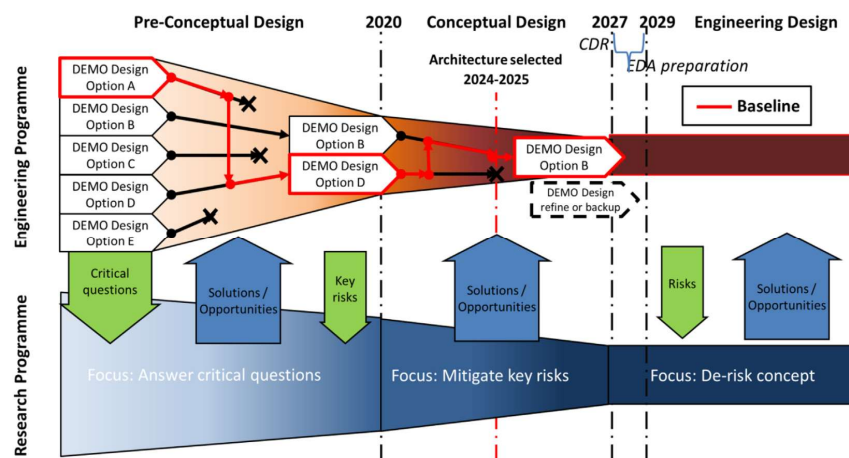 Pre-Conceptual Design
2020
Conceptual Design
2027
2029
Engineering Design
CDR
EDA preparation
Architecture selected
2024-2025
Baseline
Engineering Programme
DEMO Design
Option A
DEMO Design
Option B
DEMO Design
Option C
DEMO Design
Option D
DEMO Design
Option E
DEMO Design
Option B
DEMO Design
Option D
DEMO Design
Option B
DEMO Design
refine or backup
Critical
questions
Solutions /
Opportunities
Key
risks
Solutions /
Opportunities
Risks
Solutions /
Opportunities
Research Programme
Focus: Answer critical questions
Focus: Mitigate key risks
Focus: De-risk concept